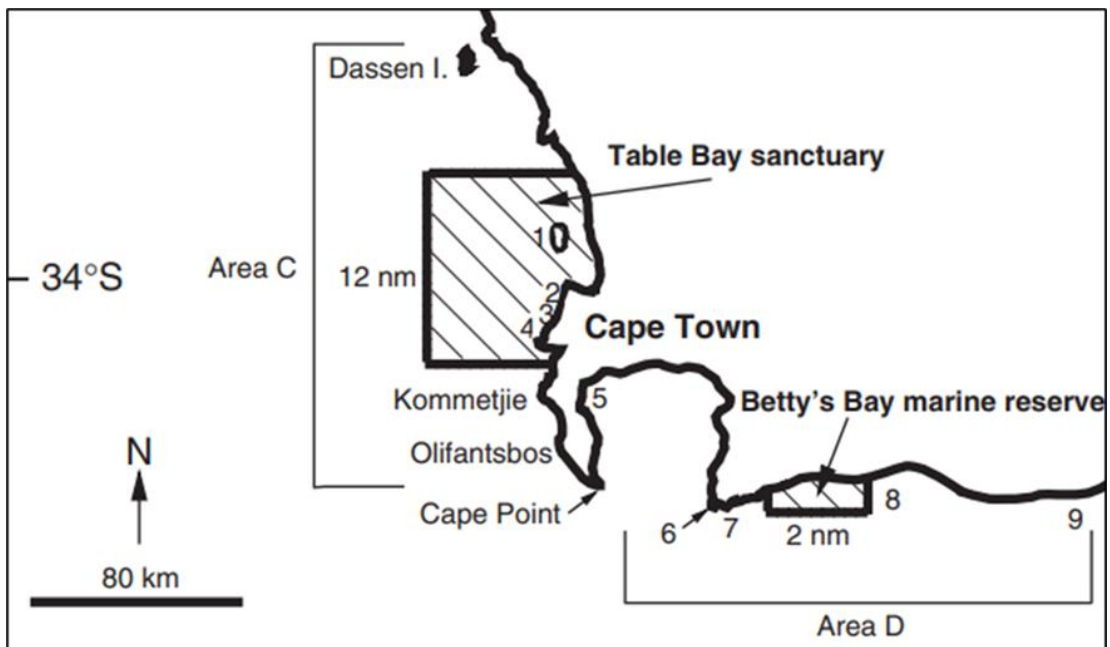 Dassen I.
Table Bay sanctuary
1
Area C
34°S
12 nm
2
3
4
Cape Town
Kommetjie
5
Betty's Bay marine reserve
Olifantsbos
N
Cape Point
6
7
2 nm
8
9
80 km
Area D